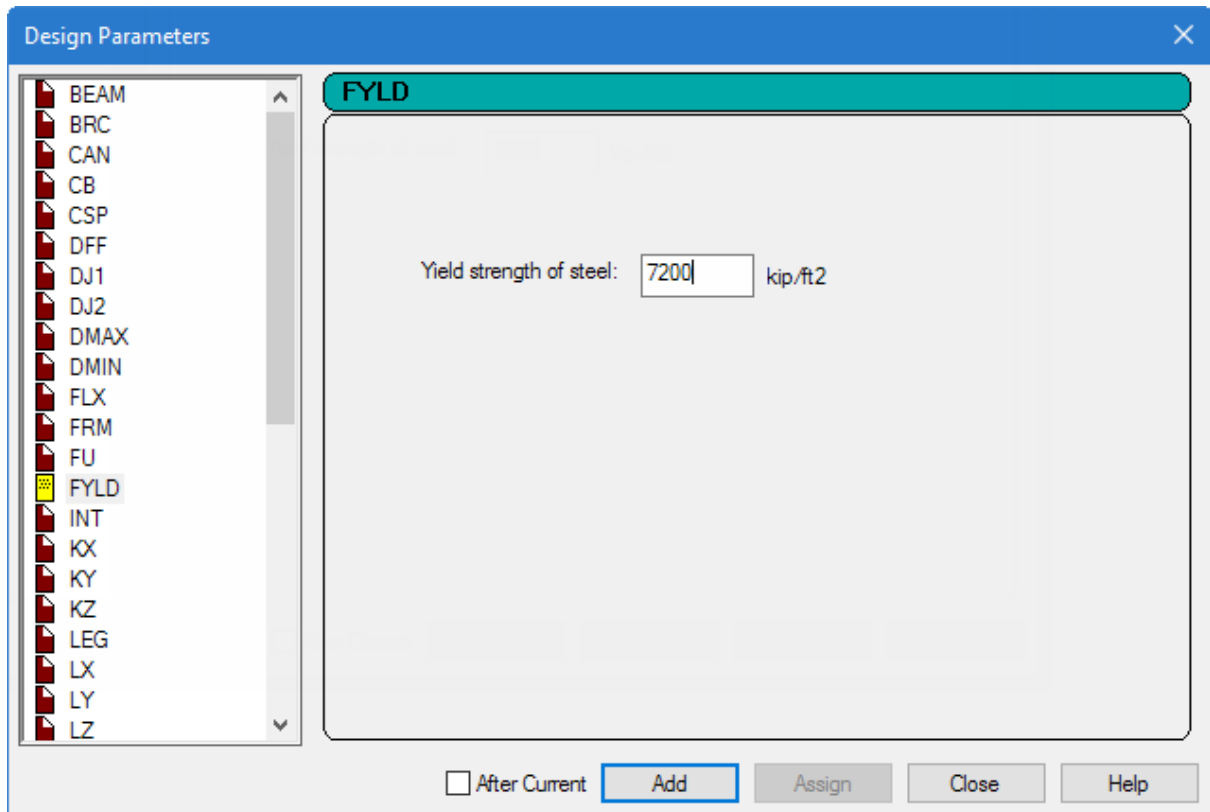 Design Parameters
BEAM
BRC
CAN
CB
CSP
DFF
DJ1
DJ2
DMAX
DMIN
FLX
FRM
FU
FYLD
INT
KX
KY
KZ
LEG
LX
LY
LZ
FYLD
Yield strength of steel: 7200 kip/ft2
After Current Add Assign Close Help